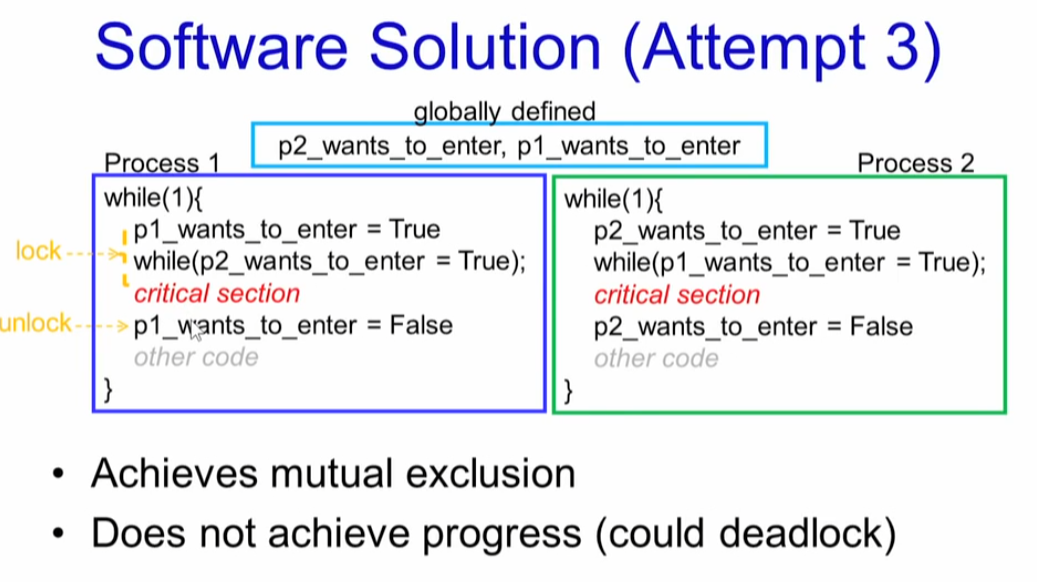 Software Solution (Attempt 3)
globally defined
p2_wants_to_enter, p1_wants_to_enter
Process 1
while(1){
p1_wants_to_enter = True
lock
while(p2_wants_to_enter = True);
critical section
unlock
p1_wants_to_enter = False
other code
}
Process 2
while(1){
p2_wants_to_enter = True
while(p1_wants_to_enter = True);
critical section
p2_wants_to_enter = False
other code
}
• Achieves mutual exclusion
• Does not achieve progress (could deadlock)